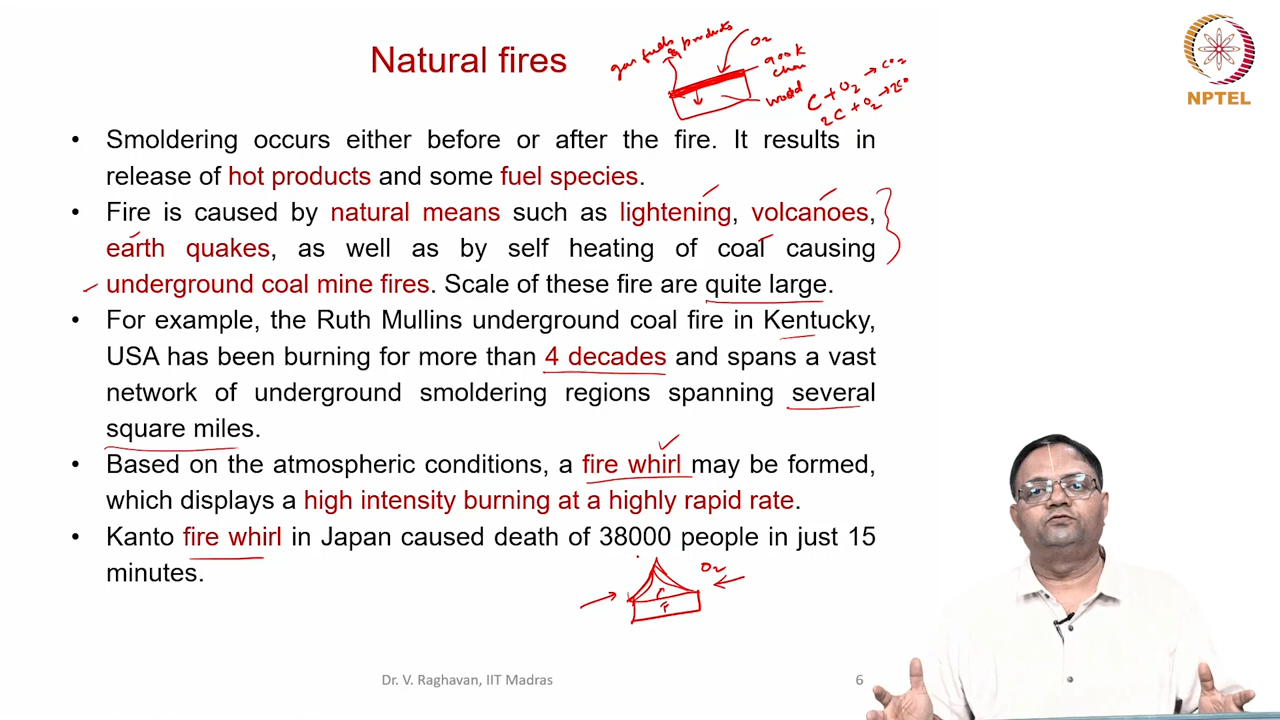 Natural fires
gas fuels & products
O2
900K
char
wood
C + O2 → CO2
2C + O2 → 2CO
NPTEL
• Smoldering occurs either before or after the fire. It results in
release of hot products and some fuel species.
• Fire is caused by natural means such as lightening, volcanoes,
earth quakes, as well as by self heating of coal causing
underground coal mine fires. Scale of these fire are quite large.
• For example, the Ruth Mullins underground coal fire in Kentucky,
USA has been burning for more than 4 decades and spans a vast
network of underground smoldering regions spanning several
square miles.
• Based on the atmospheric conditions, a fire whirl may be formed,
which displays a high intensity burning at a highly rapid rate.
• Kanto fire whirl in Japan caused death of 38000 people in just 15
minutes.
O2
F
Dr. V. Raghavan, IIT Madras
6